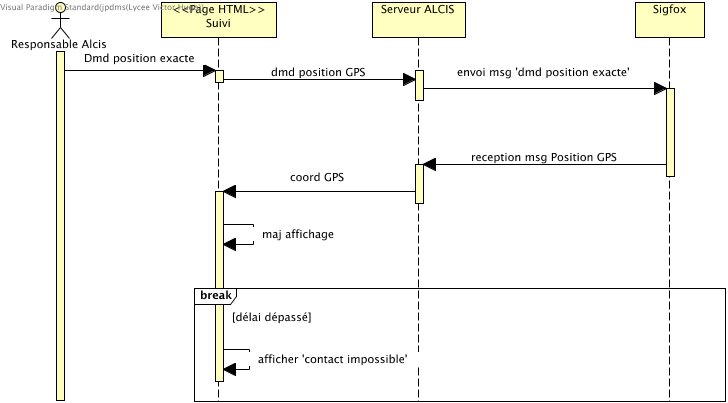 Visual Paradigm Standard(jpdms(Lycee Victor Hugo))
<<Page HTML>>
Suivi
Serveur ALCIS
Sigfox
Responsable Alcis
Dmd position exacte
dmd position GPS
envoi msg 'dmd position exacte'
reception msg Position GPS
coord GPS
maj affichage
break
[délai dépassé]
afficher 'contact impossible'